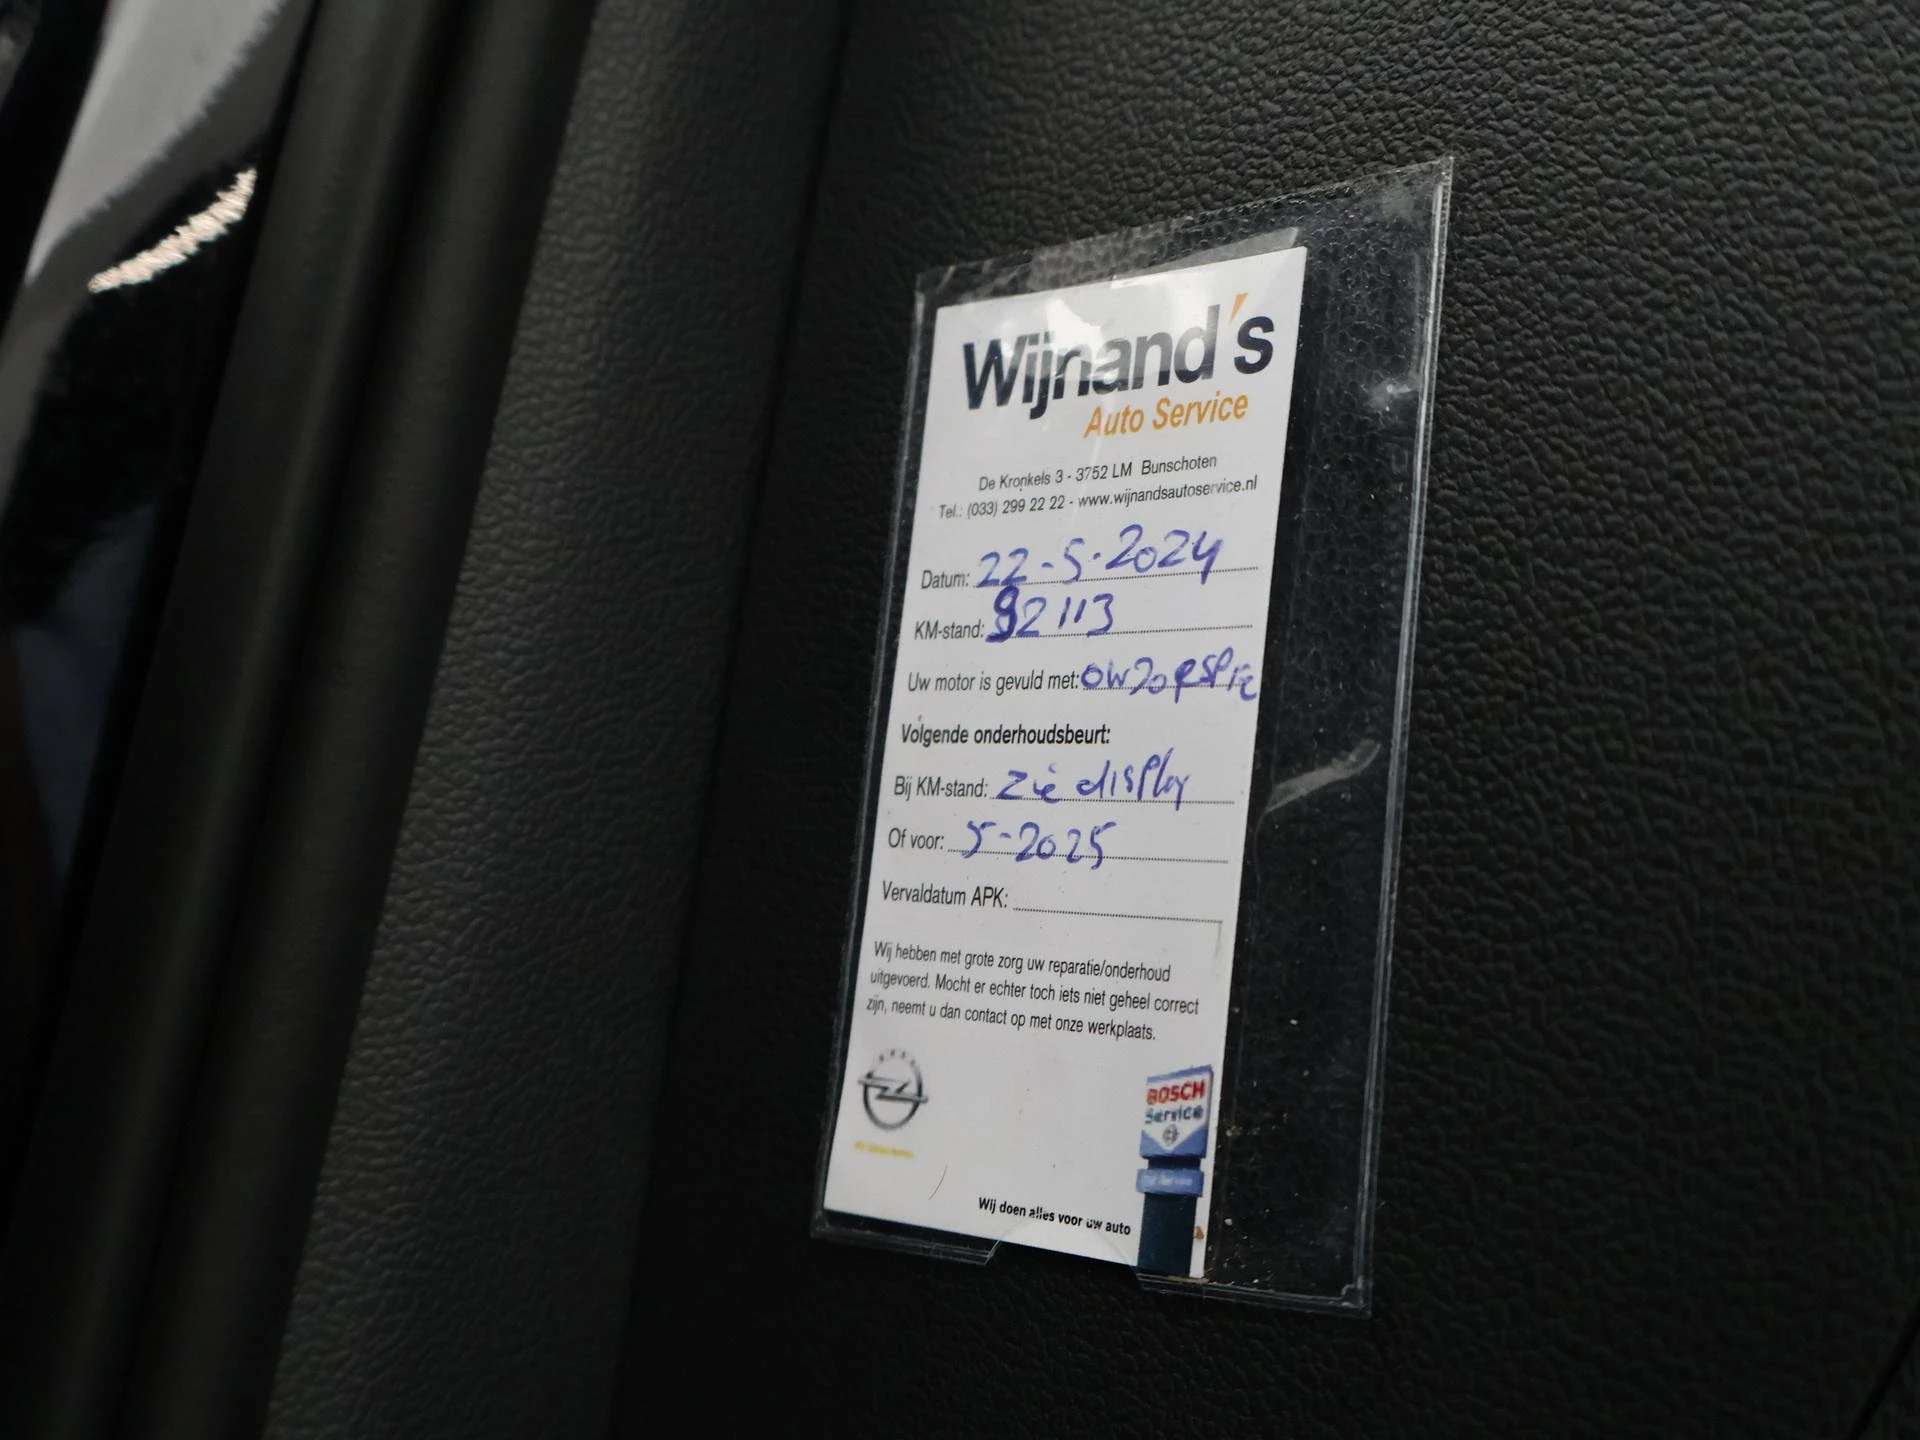 Wijnand's
Auto Service
De Kronkels 3 - 3752 LM Bunschoten
Tel.: (033) 299 22 22 - www.wijnandsautoservice.nl
Datum: 22-5-2024
KM-stand: 92113
Uw motor is gevuld met: 0W20
Volgende onderhoudsbeurt:
Bij KM-stand: zie display
Of voor: 5-2025
Vervaldatum APK:
Wij hebben met grote zorg uw reparatie/onderhoud
uitgevoerd. Mocht er echter toch iets niet geheel correct
zijn, neemt u dan contact op met onze werkplaats.
BOSCH
Service
Wij doen alles voor uw auto